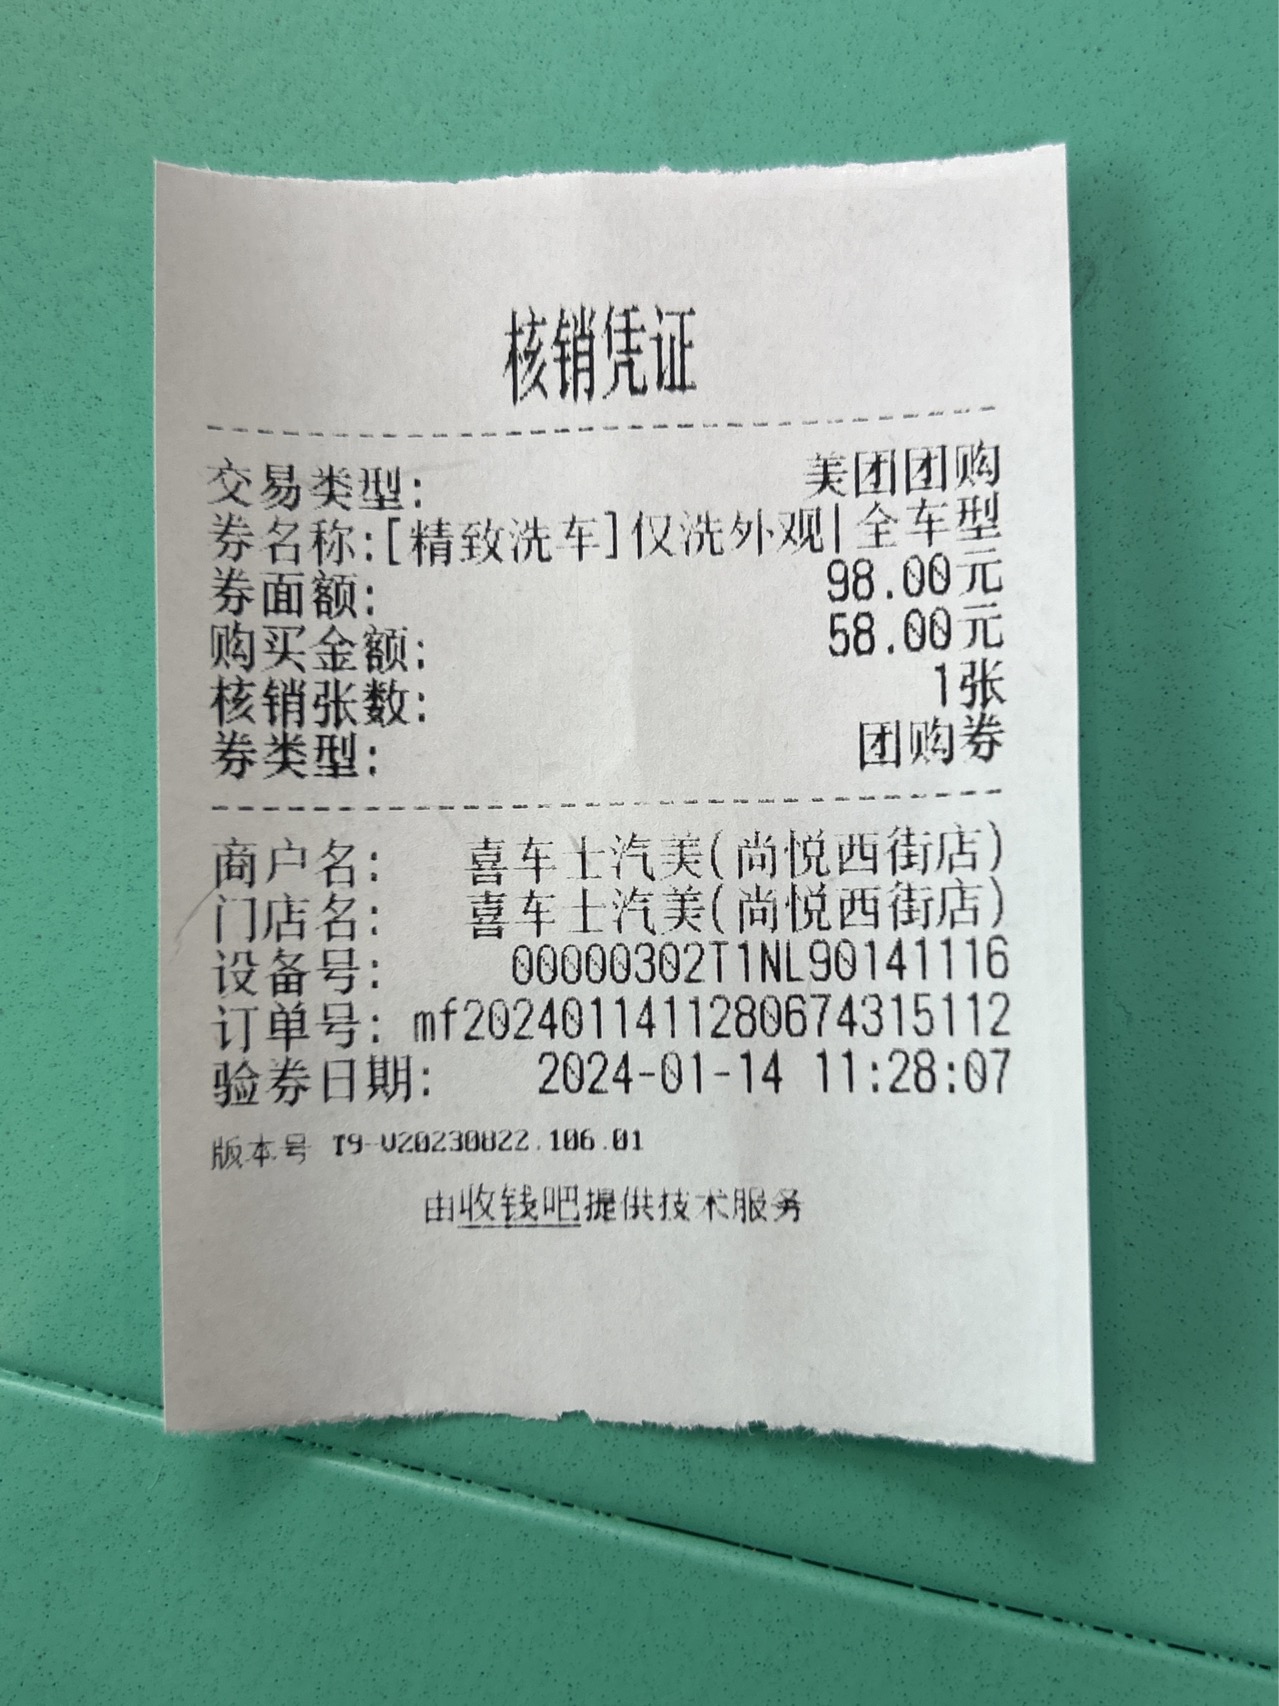 核销凭证
交易类型: 美团团购
券名称:[精致洗车]仅洗外观|全车型
券面额: 98.00元
购买金额: 58.00元
核销张数: 1张
券类型: 团购券
商户名: 喜车士汽美(尚悦西街店)
门店名: 喜车士汽美(尚悦西街店)
设备号: 00000302T1NL90141116
订单号: mf20240114112806743151​12
验券日期: 2024-01-14 11:28:07
版本号 T9-V20230822.106.01
由收钱吧提供技术服务